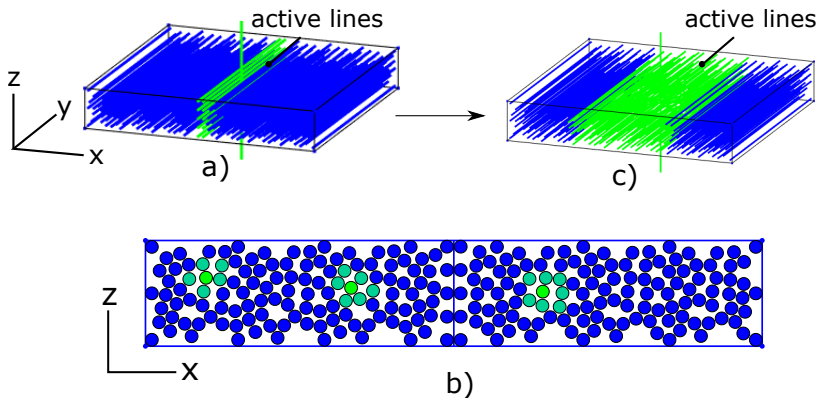 active lines
active lines
z
y
x
a)
c)
z
x
b)